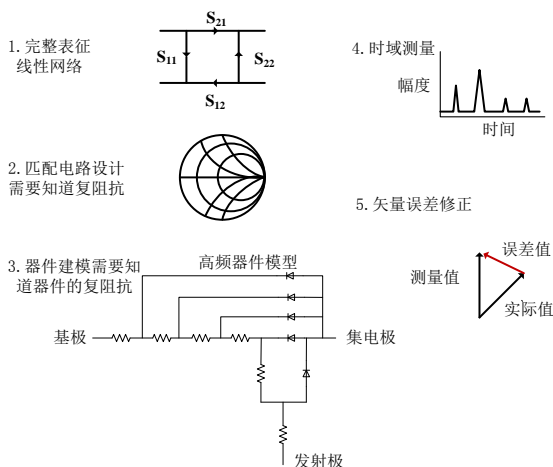 1.完整表征
线性网络
S21
S11
S22
S12
2.匹配电路设计
需要知道复阻抗
3.器件建模需要知
道器件的复阻抗
高频器件模型
基极
集电极
发射极
4.时域测量
幅度
时间
5.矢量误差修正
测量值
误差值
实际值